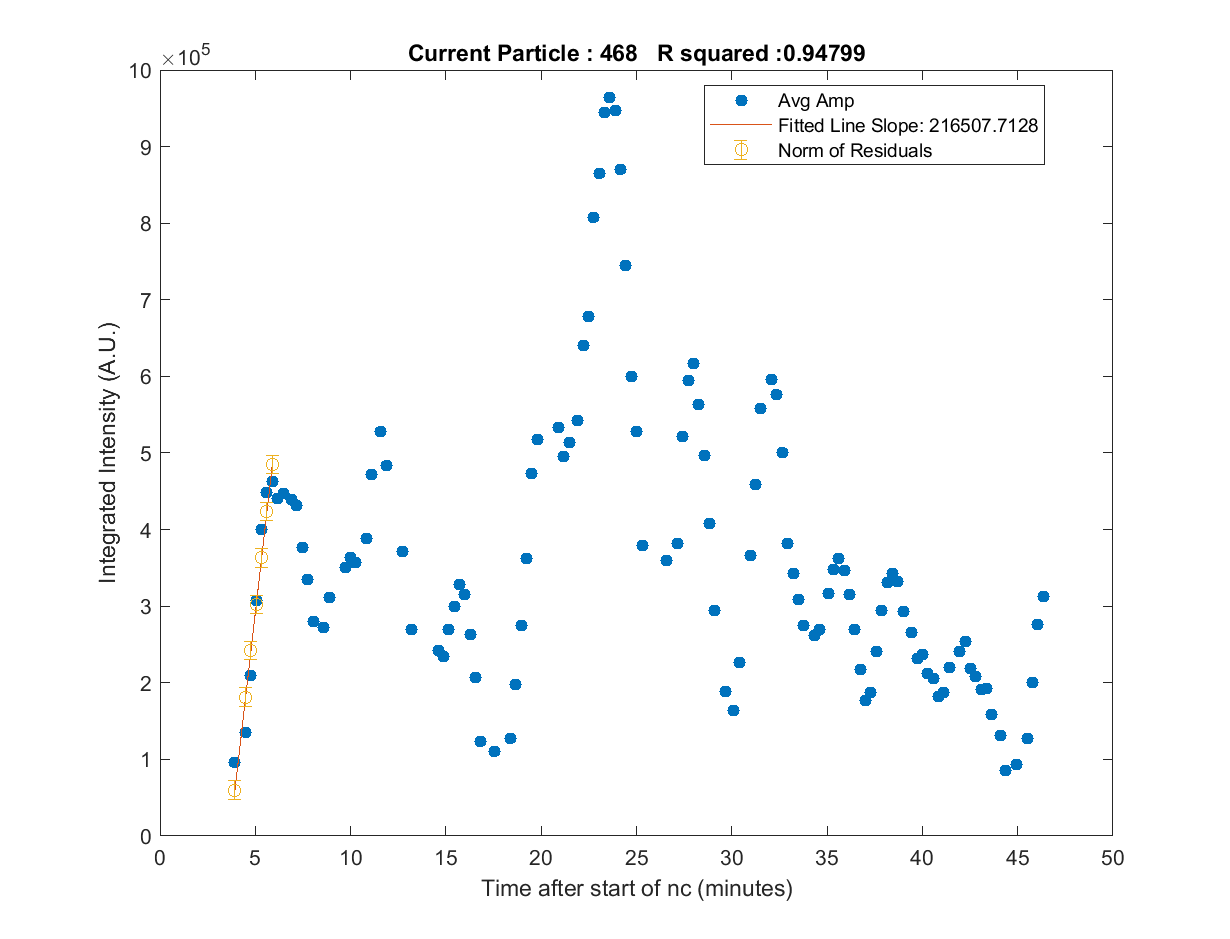 Current Particle : 468   R squared :0.94799
×10^5
Avg Amp
Fitted Line Slope: 216507.7128
Norm of Residuals
10
9
8
7
6
5
4
3
2
1
0
Integrated Intensity (A.U.)
0 5 10 15 20 25 30 35 40 45 50
Time after start of nc (minutes)